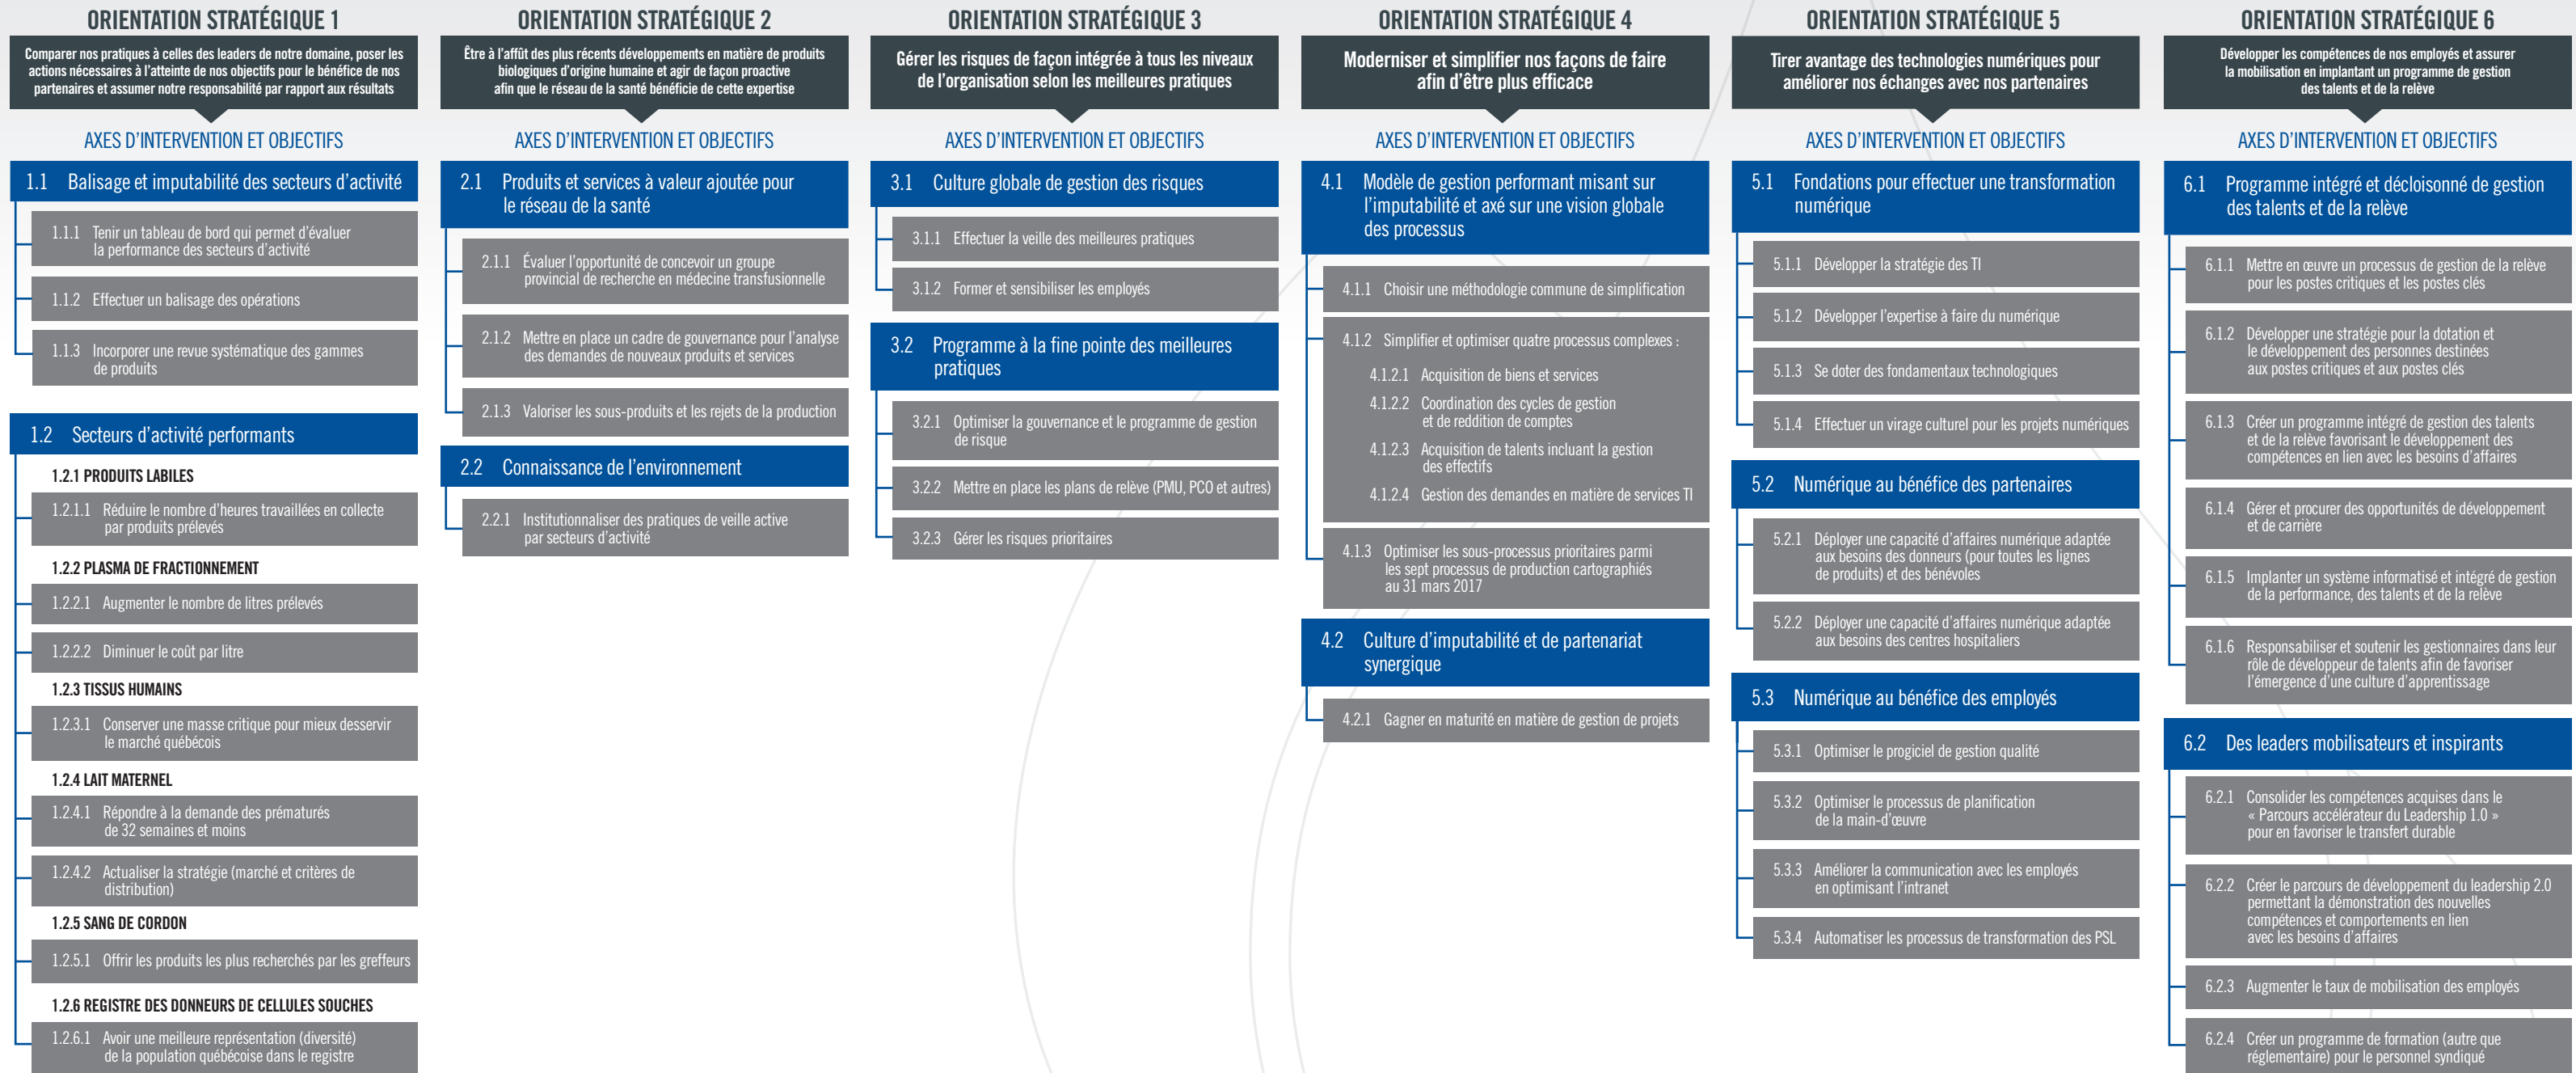 ORIENTATION STRATÉGIQUE 1
Comparer nos pratiques à celles des leaders de notre domaine, poser les
actions nécessaires à l’atteinte de nos objectifs pour le bénéfice de nos
partenaires et assumer notre responsabilité par rapport aux résultats
AXES D’INTERVENTION ET OBJECTIFS
1.1 Balisage et imputabilité des secteurs d’activité
1.1.1 Tenir un tableau de bord qui permet d’évaluer
la performance des secteurs d’activité
1.1.2 Effectuer un balisage des opérations
1.1.3 Incorporer une revue systématique des gammes
de produits
1.2 Secteurs d’activité performants
1.2.1 PRODUITS LABILES
1.2.1.1 Réduire le nombre d’heures travaillées en collecte
par produits prélevés
1.2.2 PLASMA DE FRACTIONNEMENT
1.2.2.1 Augmenter le nombre de litres prélevés
1.2.2.2 Diminuer le coût par litre
1.2.3 TISSUS HUMAINS
1.2.3.1 Conserver une masse critique pour mieux desservir
le marché québécois
1.2.4 LAIT MATERNEL
1.2.4.1 Répondre à la demande des prématurés
de 32 semaines et moins
1.2.4.2 Actualiser la stratégie (marché et critères de
distribution)
1.2.5 SANG DE CORDON
1.2.5.1 Offrir les produits les plus recherchés par les greffeurs
1.2.6 REGISTRE DES DONNEURS DE CELLULES SOUCHES
1.2.6.1 Avoir une meilleure représentation (diversité)
de la population québécoise dans le registre
ORIENTATION STRATÉGIQUE 2
Être à l’affût des plus récents développements en matière de produits
biologiques d’origine humaine et agir de façon proactive
afin que le réseau de la santé bénéficie de cette expertise
AXES D’INTERVENTION ET OBJECTIFS
2.1 Produits et services à valeur ajoutée pour
le réseau de la santé
2.1.1 Évaluer l’opportunité de concevoir un groupe
provincial de recherche en médecine transfusionnelle
2.1.2 Mettre en place un cadre de gouvernance pour l’analyse
des demandes de nouveaux produits et services
2.1.3 Valoriser les sous-produits et les rejets de la production
2.2 Connaissance de l’environnement
2.2.1 Institutionnaliser des pratiques de veille active
par secteurs d’activité
ORIENTATION STRATÉGIQUE 3
Gérer les risques de façon intégrée à tous les niveaux
de l’organisation selon les meilleures pratiques
AXES D’INTERVENTION ET OBJECTIFS
3.1 Culture globale de gestion des risques
3.1.1 Effectuer la veille des meilleures pratiques
3.1.2 Former et sensibiliser les employés
3.2 Programme à la fine pointe des meilleures
pratiques
3.2.1 Optimiser la gouvernance et le programme de gestion
de risque
3.2.2 Mettre en place les plans de relève (PMU, PCO et autres)
3.2.3 Gérer les risques prioritaires
ORIENTATION STRATÉGIQUE 4
Moderniser et simplifier nos façons de faire
afin d’être plus efficace
AXES D’INTERVENTION ET OBJECTIFS
4.1 Modèle de gestion performant misant sur
l’imputabilité et axé sur une vision globale
des processus
4.1.1 Choisir une méthodologie commune de simplification
4.1.2 Simplifier et optimiser quatre processus complexes :
4.1.2.1 Acquisition de biens et services
4.1.2.2 Coordination des cycles de gestion
et de reddition de comptes
4.1.2.3 Acquisition de talents incluant la gestion
des effectifs
4.1.2.4 Gestion des demandes en matière de services TI
4.1.3 Optimiser les sous-processus prioritaires parmi
les sept processus de production cartographiés
au 31 mars 2017
4.2 Culture d’imputabilité et de partenariat
synergique
4.2.1 Gagner en maturité en matière de gestion de projets
ORIENTATION STRATÉGIQUE 5
Tirer avantage des technologies numériques pour
améliorer nos échanges avec nos partenaires
AXES D’INTERVENTION ET OBJECTIFS
5.1 Fondations pour effectuer une transformation
numérique
5.1.1 Développer la stratégie des TI
5.1.2 Développer l’expertise à faire du numérique
5.1.3 Se doter des fondamentaux technologiques
5.1.4 Effectuer un virage culturel pour les projets numériques
5.2 Numérique au bénéfice des partenaires
5.2.1 Déployer une capacité d’affaires numérique adaptée
aux besoins des donneurs (pour toutes les lignes
de produits) et des bénévoles
5.2.2 Déployer une capacité d’affaires numérique adaptée
aux besoins des centres hospitaliers
5.3 Numérique au bénéfice des employés
5.3.1 Optimiser le progiciel de gestion qualité
5.3.2 Optimiser le processus de planification
de la main-d’œuvre
5.3.3 Améliorer la communication avec les employés
en optimisant l’intranet
5.3.4 Automatiser les processus de transformation des PSL
ORIENTATION STRATÉGIQUE 6
Développer les compétences de nos employés et assurer
la mobilisation en implantant un programme de gestion
des talents et de la relève
AXES D’INTERVENTION ET OBJECTIFS
6.1 Programme intégré et décloisonné de gestion
des talents et de la relève
6.1.1 Mettre en œuvre un processus de gestion de la relève
pour les postes critiques et les postes clés
6.1.2 Développer une stratégie pour la dotation et
le développement des personnes destinées
aux postes critiques et aux postes clés
6.1.3 Créer un programme intégré de gestion des talents
et de la relève favorisant le développement des
compétences en lien avec les besoins d’affaires
6.1.4 Gérer et procurer des opportunités de développement
et de carrière
6.1.5 Implanter un système informatisé et intégré de gestion
de la performance, des talents et de la relève
6.1.6 Responsabiliser et soutenir les gestionnaires dans leur
rôle de développeur de talents afin de favoriser
l’émergence d’une culture d’apprentissage
6.2 Des leaders mobilisateurs et inspirants
6.2.1 Consolider les compétences acquises dans le
« Parcours accélérateur du Leadership 1.0 »
pour en favoriser le transfert durable
6.2.2 Créer le parcours de développement du leadership 2.0
permettant la démonstration des nouvelles
compétences et comportements en lien
avec les besoins d’affaires
6.2.3 Augmenter le taux de mobilisation des employés
6.2.4 Créer un programme de formation (autre que
réglementaire) pour le personnel syndiqué